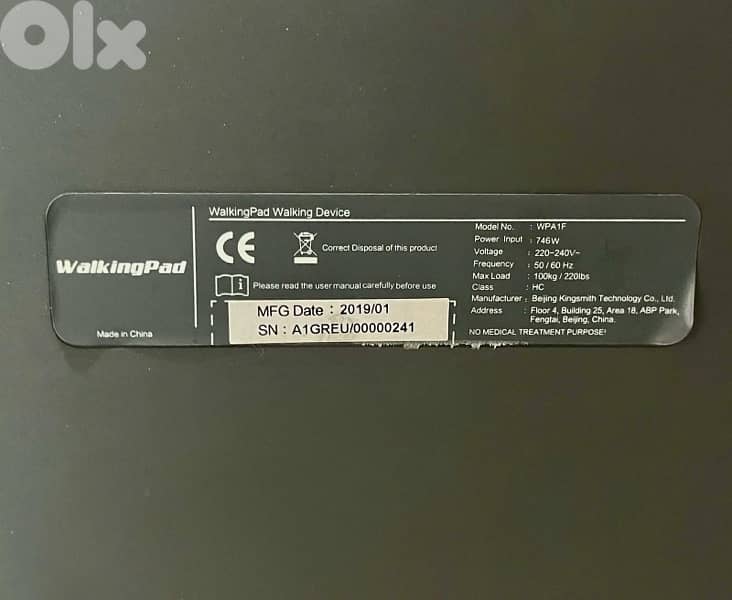 OLX
WalkingPad
Made in China
WalkingPad Walking Device
CE
Correct Disposal of this product
i Please read the user manual carefully before use
MFG Date : 2019/01
SN : A1GREU/00000241
Model No. : WPA1F
Power Input : 746W
Voltage : 220-240V~
Frequency : 50 / 60 Hz
Max Load : 100kg / 220lbs
Class : HC
Manufacturer : Beijing Kingsmith Technology Co., Ltd.
Address : Floor 4, Building 25, Area 18, ABP Park,
Fengtai, Beijing, China.
NO MEDICAL TREATMENT PURPOSE!